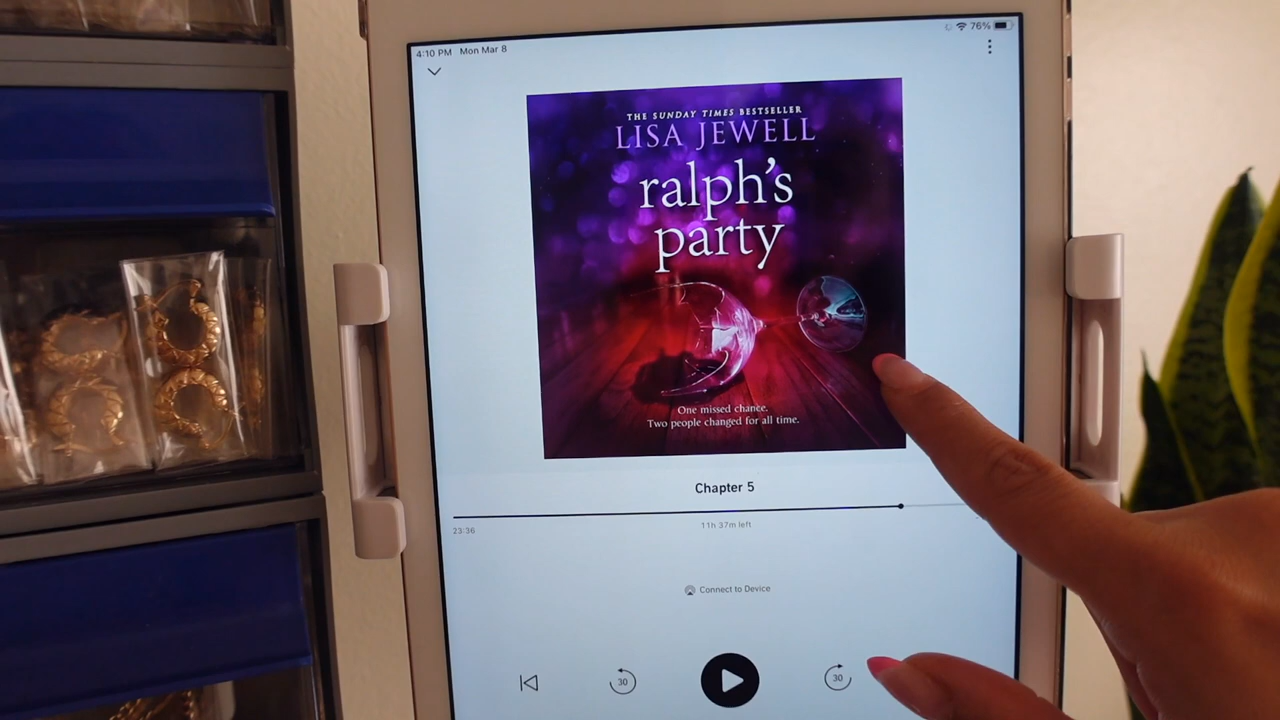 4:10 PM Mon Mar 8
76%
THE SUNDAY TIMES BESTSELLER
LISA JEWELL
ralph's
party
One missed chance.
Two people changed for all time.
Chapter 5
23:36
11h 37m left
Connect to Device
30
30